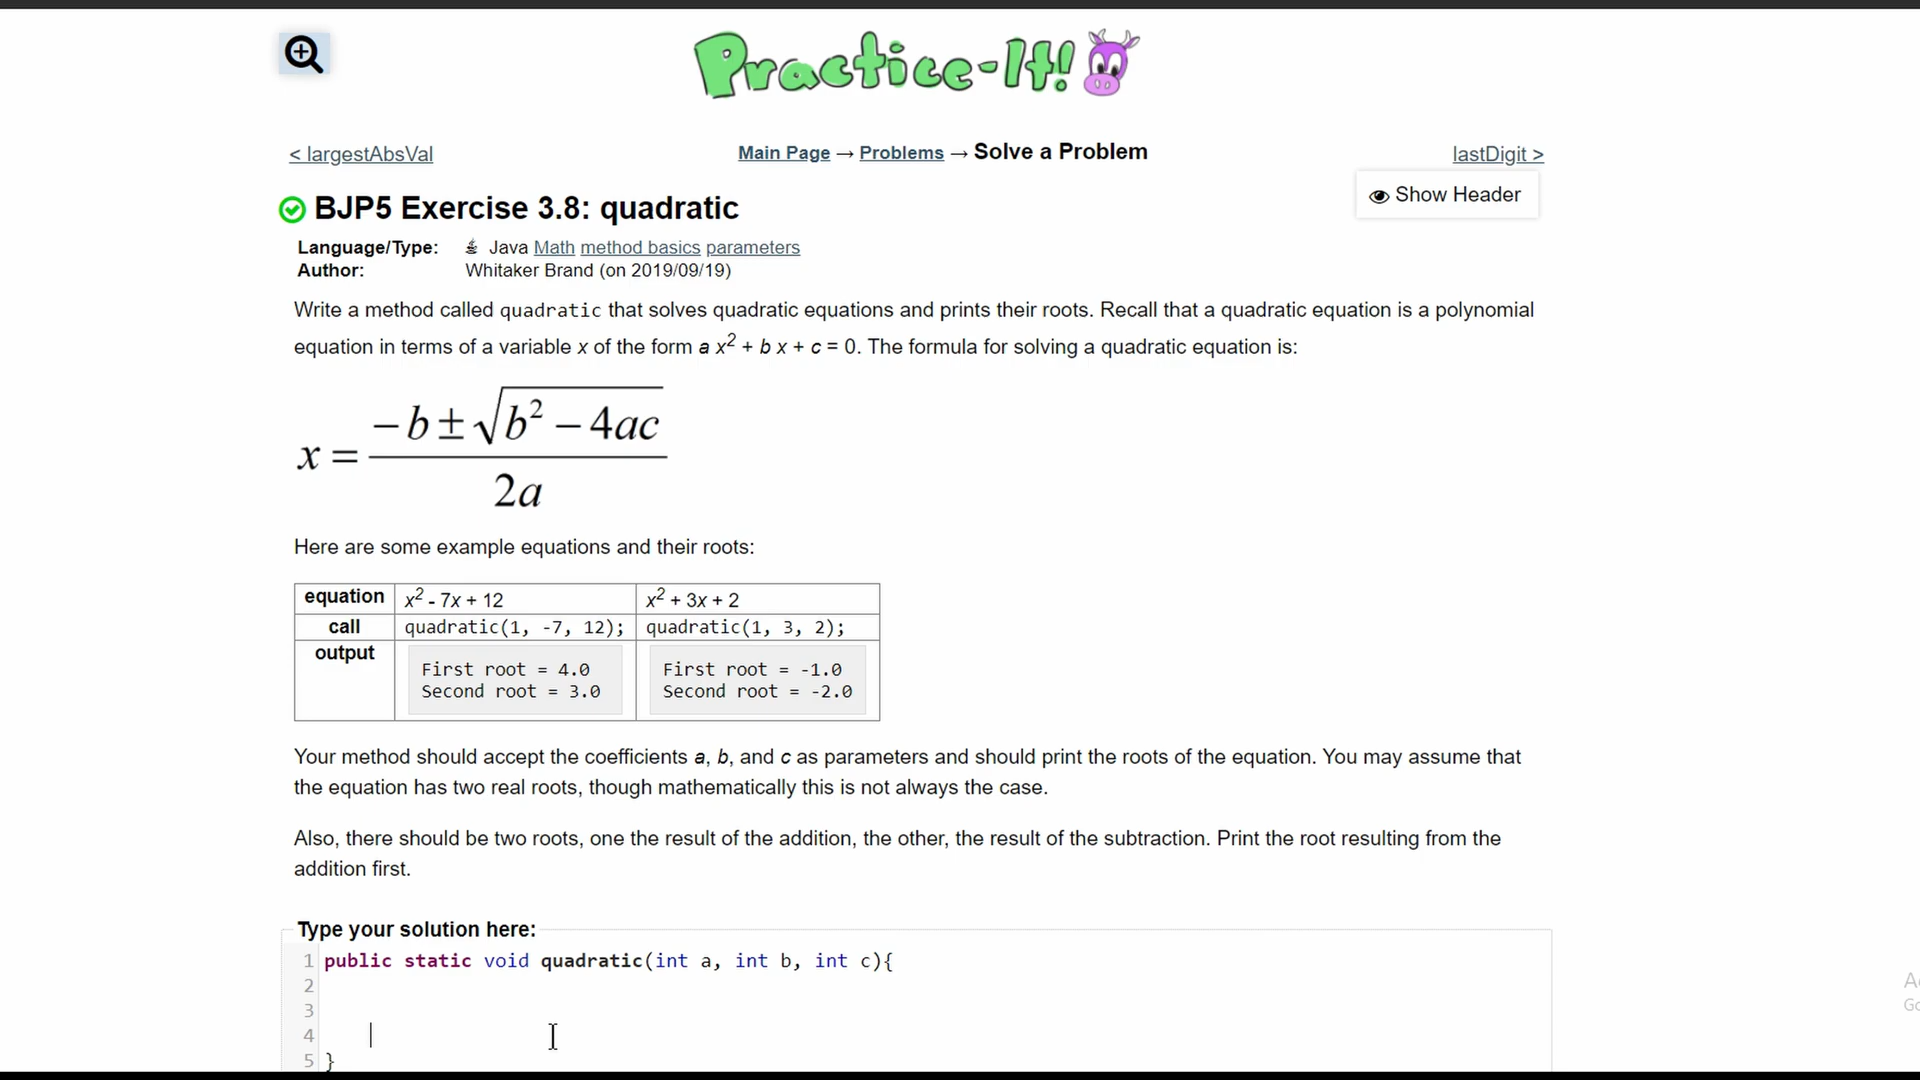 Practice-It!
< largestAbsVal
Main Page → Problems → Solve a Problem
lastDigit >
Show Header
BJP5 Exercise 3.8: quadratic
Language/Type: Java Math method basics parameters
Author: Whitaker Brand (on 2019/09/19)
Write a method called quadratic that solves quadratic equations and prints their roots. Recall that a quadratic equation is a polynomial
equation in terms of a variable x of the form a x² + b x + c = 0. The formula for solving a quadratic equation is:
x = (−b ± √(b² − 4ac)) / 2a
Here are some example equations and their roots:
equation x² - 7x + 12 x² + 3x + 2
call quadratic(1, -7, 12); quadratic(1, 3, 2);
output First root = 4.0 First root = -1.0
Second root = 3.0 Second root = -2.0
Your method should accept the coefficients a, b, and c as parameters and should print the roots of the equation. You may assume that
the equation has two real roots, though mathematically this is not always the case.
Also, there should be two roots, one the result of the addition, the other, the result of the subtraction. Print the root resulting from the
addition first.
Type your solution here:
1 public static void quadratic(int a, int b, int c){
2
3
4
5 }